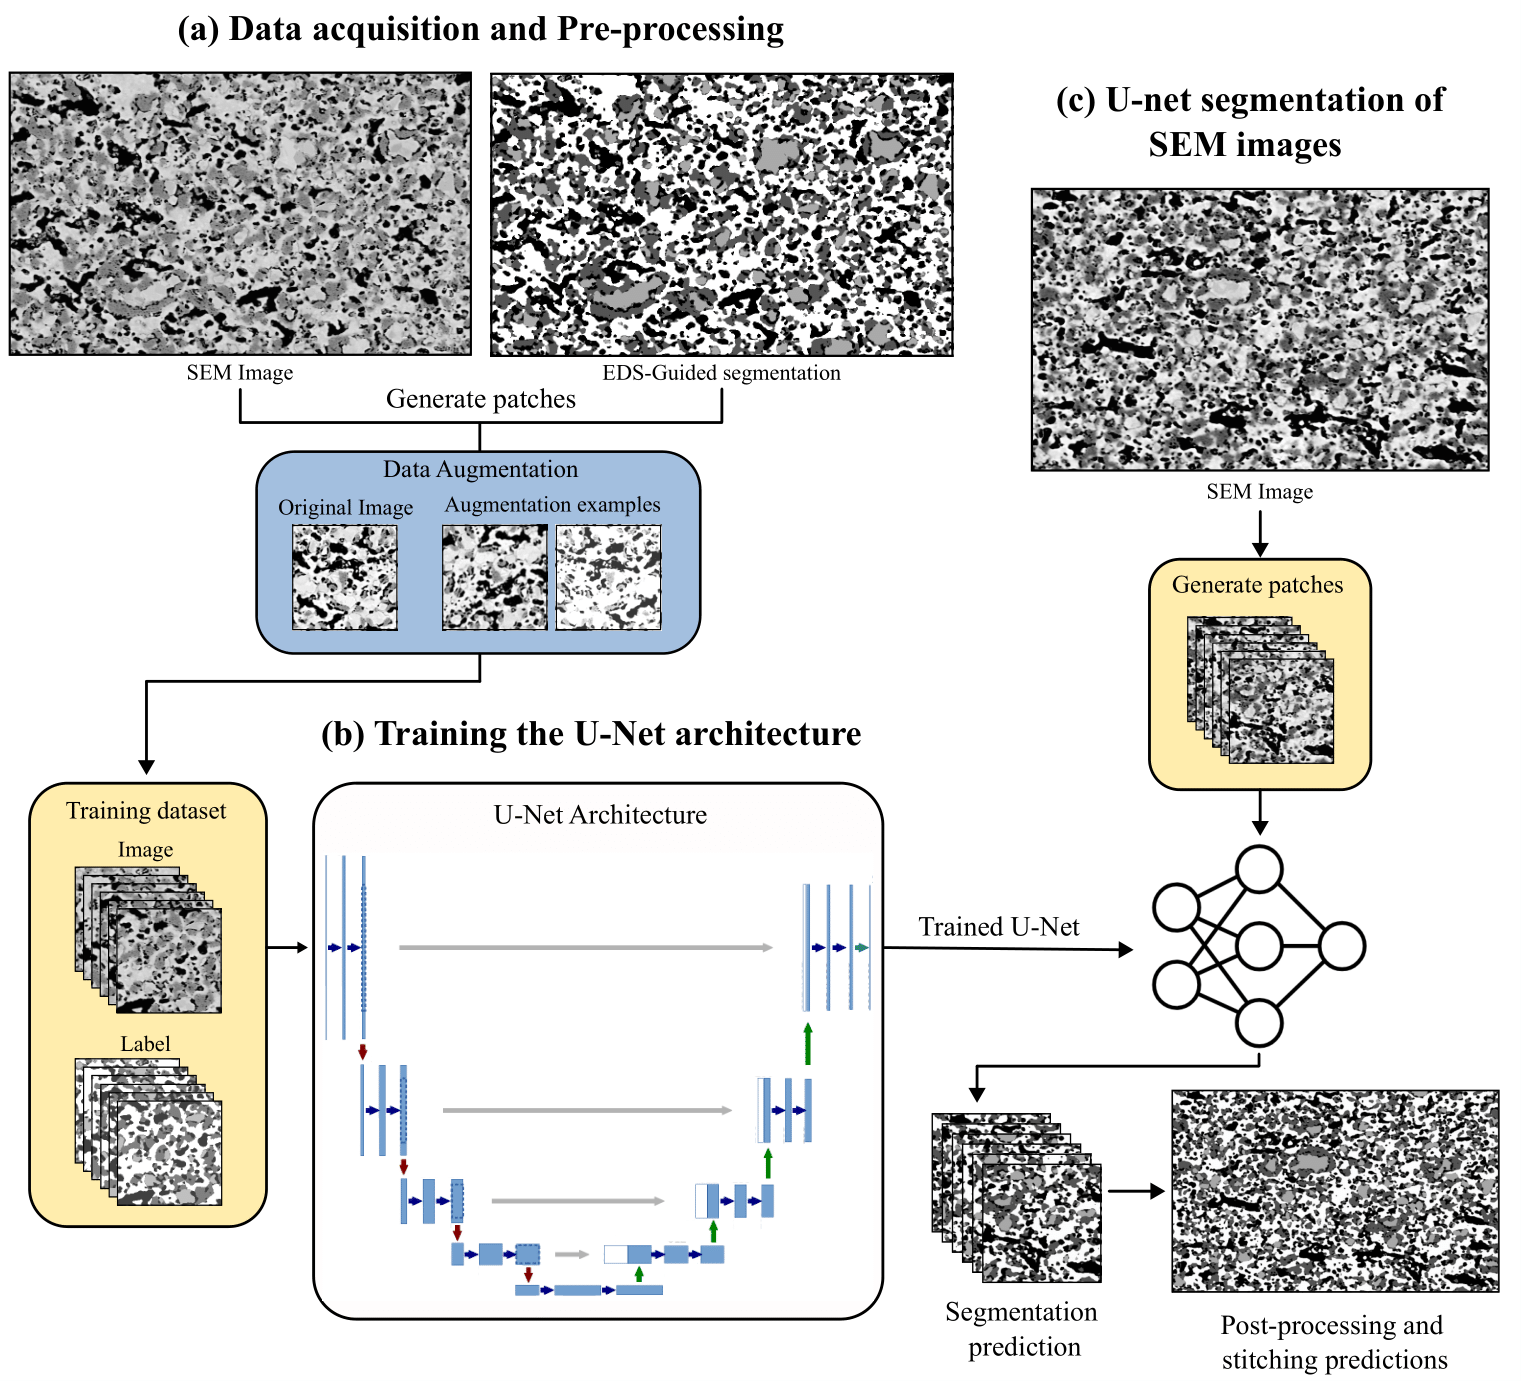 (a) Data acquisition and Pre-processing
SEM Image
EDS-Guided segmentation
Generate patches
Data Augmentation
Original Image
Augmentation examples
(b) Training the U-Net architecture
Training dataset
Image
Label
U-Net Architecture
Trained U-Net
(c) U-net segmentation of
SEM images
SEM Image
Generate patches
Segmentation
prediction
Post-processing and
stitching predictions